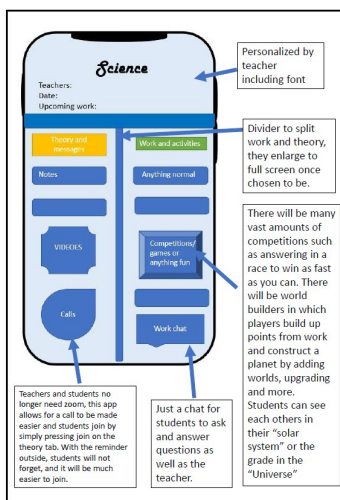 Science
Teachers:
Date:
Upcoming work:
Theory and
messages
Work and activities
Notes
Anything normal
VIDEOES
Competitions/
games or
anything fun
Calls
Work chat
Personalized by
teacher
including font
Divider to split
work and theory,
they enlarge to
full screen once
chosen to be.
There will be many
vast amounts of
competitions such
as answering in a
race to win as fast
as you can. There
will be world
builders in which
players build up
points from work
and construct a
planet by adding
worlds, upgrading
and more.
Students can see
each others in
their “solar
system” or the
grade in the
“Universe”
Teachers and students no
longer need zoom, this app
allows for a call to be made
easier and students join by
simply pressing join on the
theory tab. With the reminder
outside, students will not
forget, and it will be much
easier to join.
Just a chat for
students to ask
and answer
questions as
well as the
teacher.